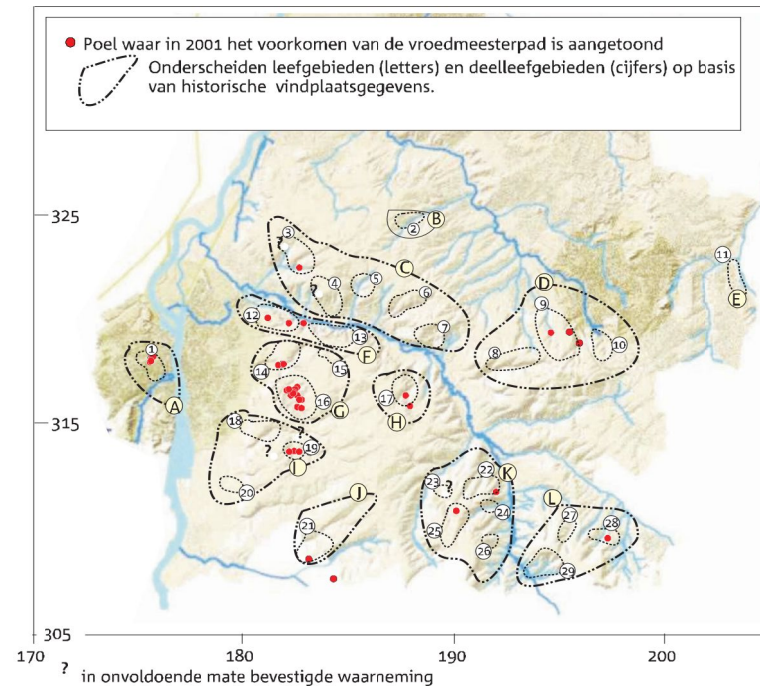 Poel waar in 2001 het voorkomen van de vroedmeesterpad is aangetoond
Onderscheiden leefgebieden (letters) en deelleefgebieden (cijfers) op basis
van historische vindplaatsgegevens.
325
2
B
3
?
C
11
4
5
?
6
D
9
E
12
7
13
F
8
10
1
14
15
17
A
16
G
H
315
18
?
?
19
I
22
K
23
?
J
L
20
24
27
21
25
28
26
29
305
170
180
190
200
? in onvoldoende mate bevestigde waarneming